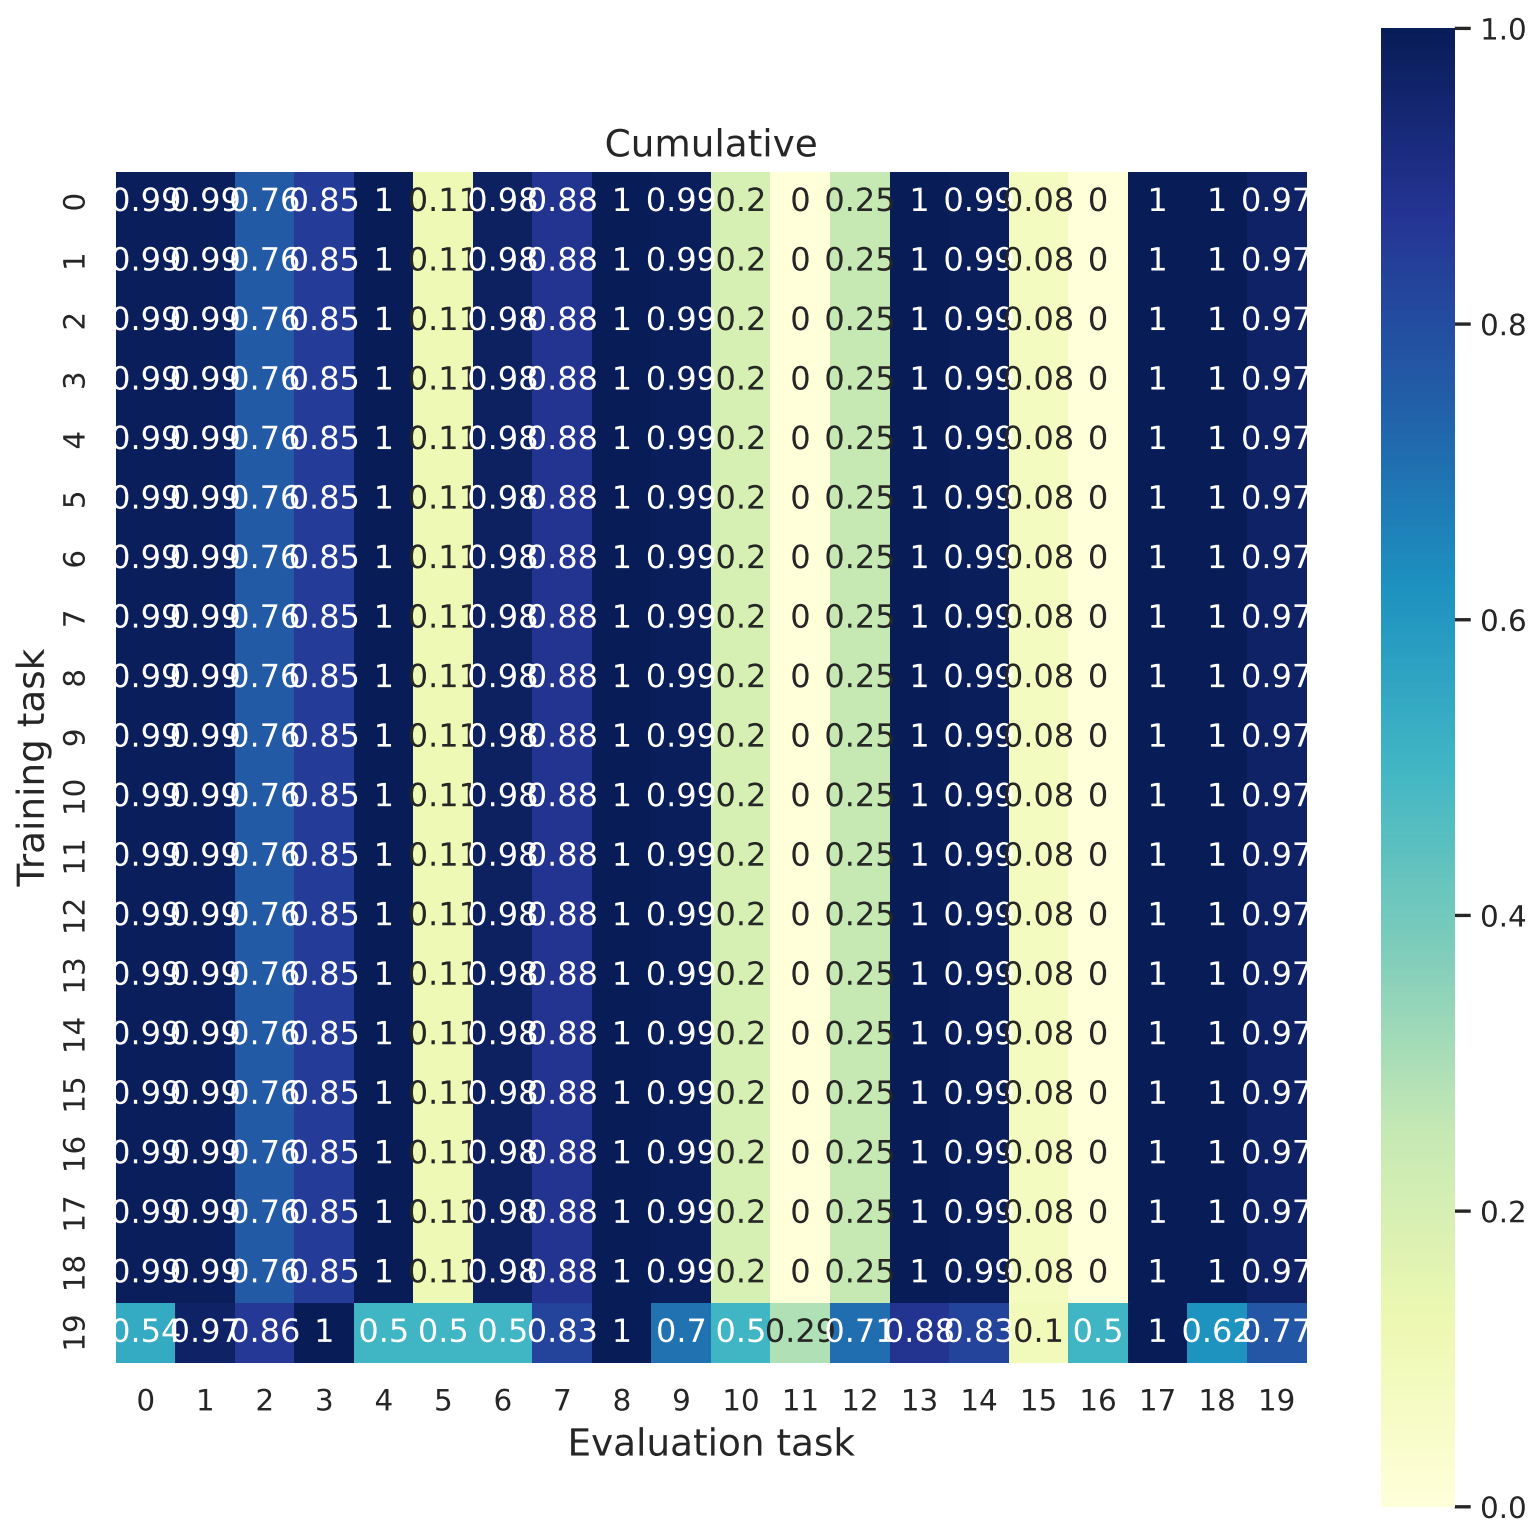 Cumulative
0 0.99 0.99 0.76 0.85 1 0.11 0.98 0.88 1 0.99 0.2 0 0.25 1 0.99 0.08 0 1 1 0.97
1 0.99 0.99 0.76 0.85 1 0.11 0.98 0.88 1 0.99 0.2 0 0.25 1 0.99 0.08 0 1 1 0.97
2 0.99 0.99 0.76 0.85 1 0.11 0.98 0.88 1 0.99 0.2 0 0.25 1 0.99 0.08 0 1 1 0.97
3 0.99 0.99 0.76 0.85 1 0.11 0.98 0.88 1 0.99 0.2 0 0.25 1 0.99 0.08 0 1 1 0.97
4 0.99 0.99 0.76 0.85 1 0.11 0.98 0.88 1 0.99 0.2 0 0.25 1 0.99 0.08 0 1 1 0.97
5 0.99 0.99 0.76 0.85 1 0.11 0.98 0.88 1 0.99 0.2 0 0.25 1 0.99 0.08 0 1 1 0.97
6 0.99 0.99 0.76 0.85 1 0.11 0.98 0.88 1 0.99 0.2 0 0.25 1 0.99 0.08 0 1 1 0.97
7 0.99 0.99 0.76 0.85 1 0.11 0.98 0.88 1 0.99 0.2 0 0.25 1 0.99 0.08 0 1 1 0.97
8 0.99 0.99 0.76 0.85 1 0.11 0.98 0.88 1 0.99 0.2 0 0.25 1 0.99 0.08 0 1 1 0.97
9 0.99 0.99 0.76 0.85 1 0.11 0.98 0.88 1 0.99 0.2 0 0.25 1 0.99 0.08 0 1 1 0.97
10 0.99 0.99 0.76 0.85 1 0.11 0.98 0.88 1 0.99 0.2 0 0.25 1 0.99 0.08 0 1 1 0.97
11 0.99 0.99 0.76 0.85 1 0.11 0.98 0.88 1 0.99 0.2 0 0.25 1 0.99 0.08 0 1 1 0.97
12 0.99 0.99 0.76 0.85 1 0.11 0.98 0.88 1 0.99 0.2 0 0.25 1 0.99 0.08 0 1 1 0.97
13 0.99 0.99 0.76 0.85 1 0.11 0.98 0.88 1 0.99 0.2 0 0.25 1 0.99 0.08 0 1 1 0.97
14 0.99 0.99 0.76 0.85 1 0.11 0.98 0.88 1 0.99 0.2 0 0.25 1 0.99 0.08 0 1 1 0.97
15 0.99 0.99 0.76 0.85 1 0.11 0.98 0.88 1 0.99 0.2 0 0.25 1 0.99 0.08 0 1 1 0.97
16 0.99 0.99 0.76 0.85 1 0.11 0.98 0.88 1 0.99 0.2 0 0.25 1 0.99 0.08 0 1 1 0.97
17 0.99 0.99 0.76 0.85 1 0.11 0.98 0.88 1 0.99 0.2 0 0.25 1 0.99 0.08 0 1 1 0.97
18 0.99 0.99 0.76 0.85 1 0.11 0.98 0.88 1 0.99 0.2 0 0.25 1 0.99 0.08 0 1 1 0.97
19 0.54 0.97 0.86 1 0.5 0.5 0.5 0.83 1 0.7 0.5 0.29 0.71 0.88 0.83 0.1 0.5 1 0.62 0.77
0 1 2 3 4 5 6 7 8 9 10 11 12 13 14 15 16 17 18 19
Evaluation task
Training task
1.0
0.8
0.6
0.4
0.2
0.0